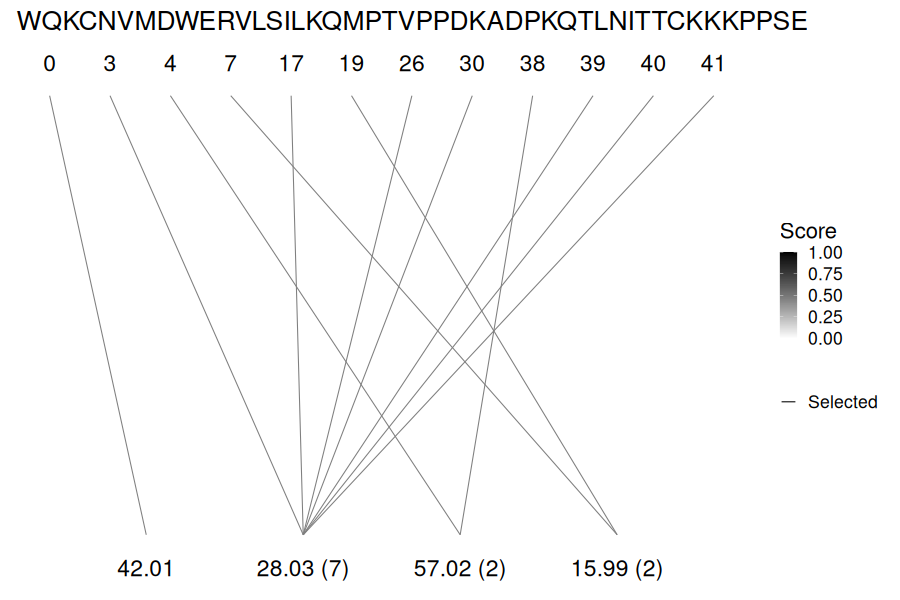 WQKCNVMDWERVLSILKQMPTVPPDKADPKQTLNITTCKKKPPSE
0 3 4 7 17 19 26 30 38 39 40 41
Score
1.00
0.75
0.50
0.25
0.00
Selected
42.01 28.03 (7) 57.02 (2) 15.99 (2)